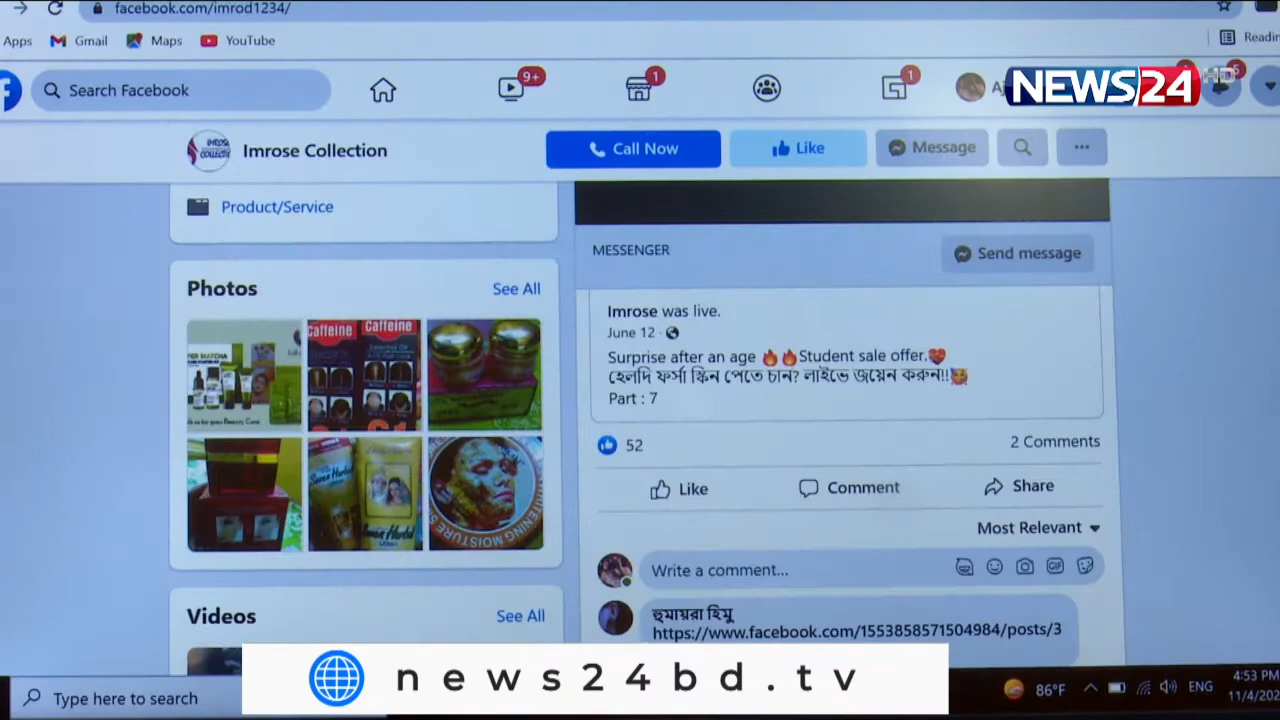 facebook.com/imrod1234/
Apps
Gmail
Maps
YouTube
Search Facebook
9+
1
1
NEWS 24
HD
Imrose Collection
Call Now
Like
Message
Product/Service
MESSENGER
Send message
Photos
See All
Caffeine
Caffeine
Imrose was live.
June 12
Surprise after an age 🔥🔥Student sale offer.💝
হেলদি ফর্সা স্কিন পেতে চান? লাইভে জয়েন করুন!!🥰
Part : 7
52
2 Comments
Like
Comment
Share
Most Relevant
Write a comment...
GIF
হুমায়রা হিমু
https://www.facebook.com/1553858571504984/posts/3
Videos
See All
news24bd.tv
Type here to search
86°F
ENG
4:53 PM